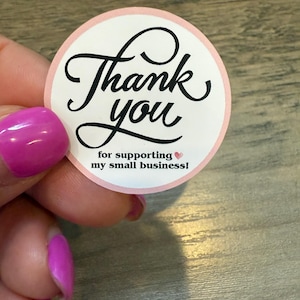 Thank
you
for supporting 💗
my small business!